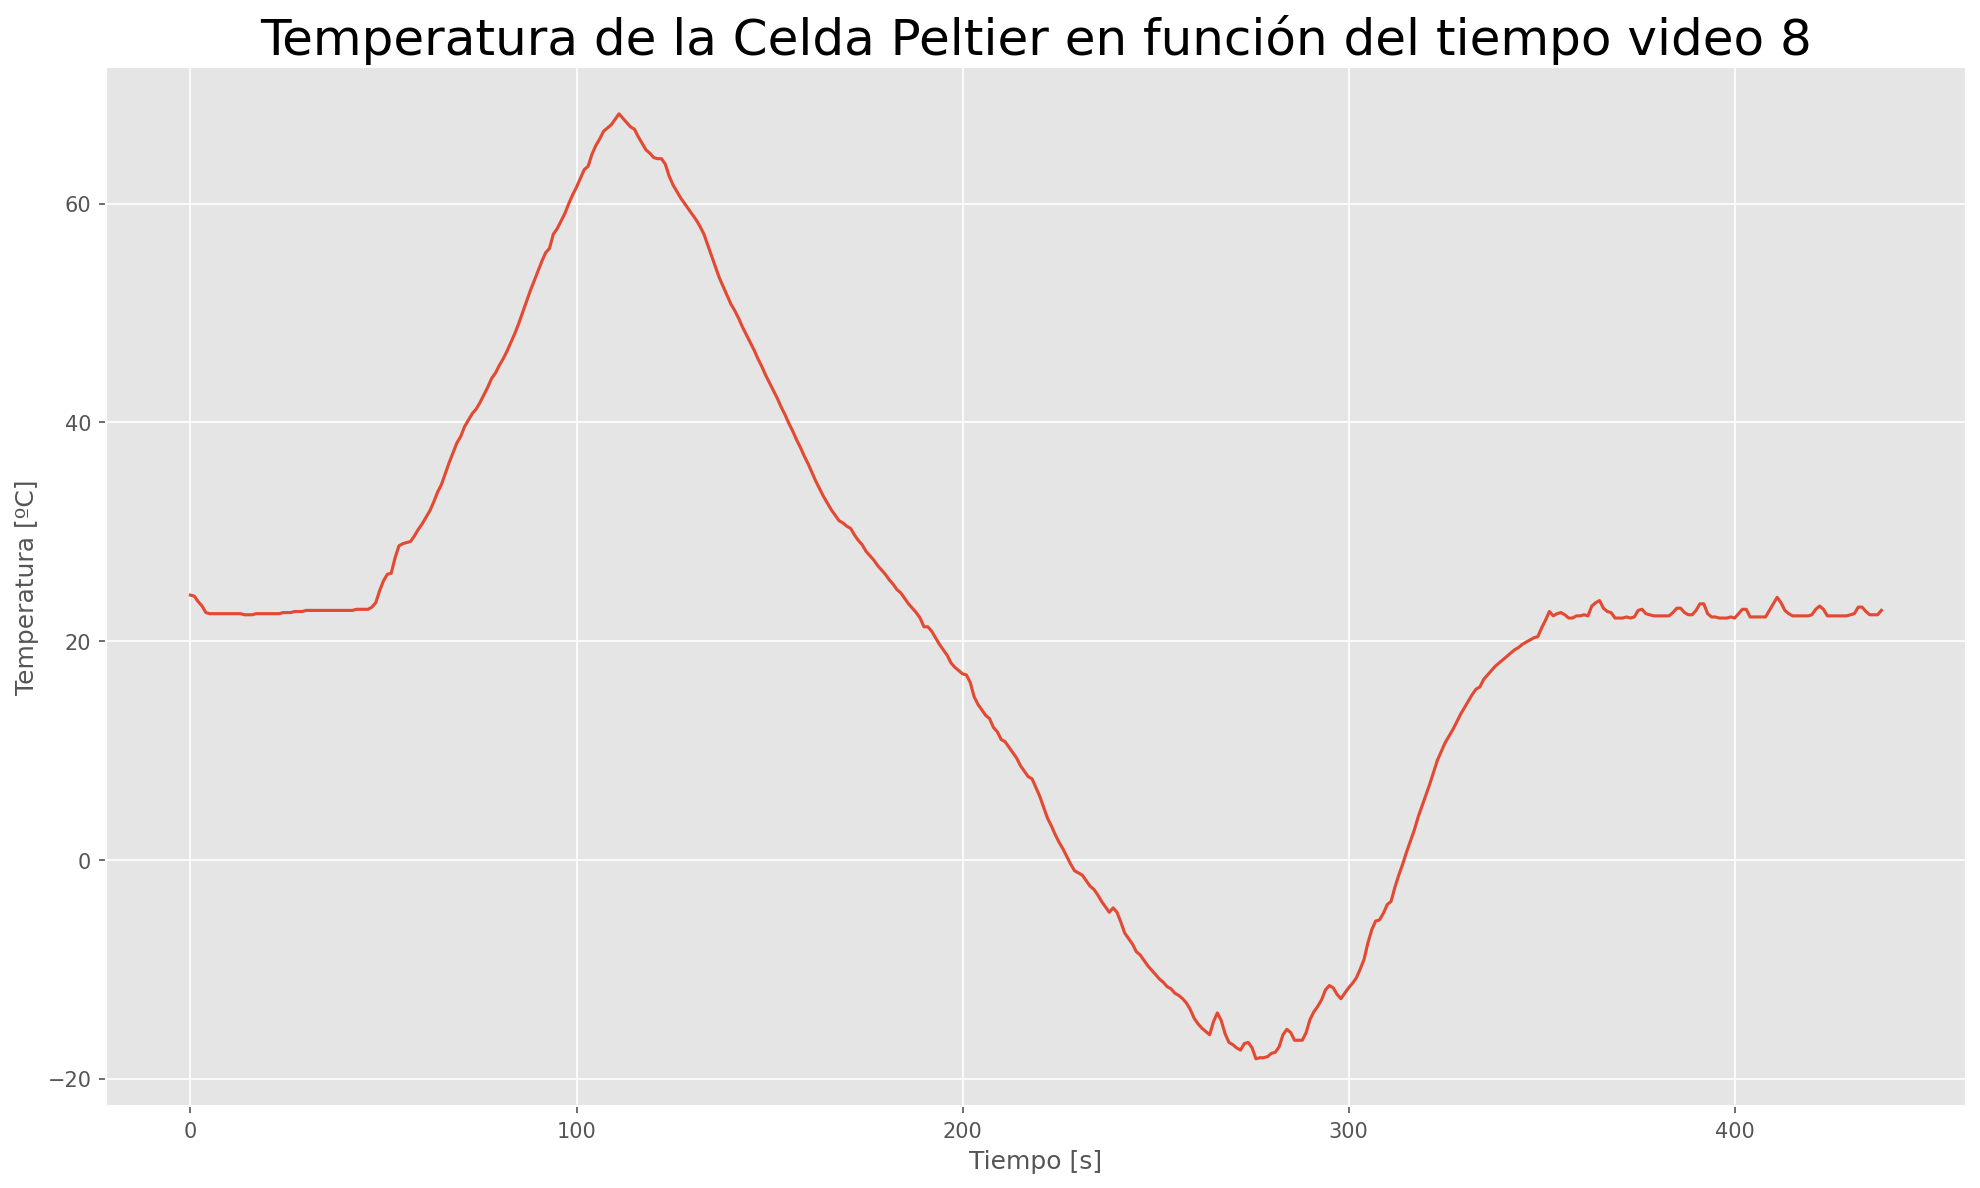 Temperatura de la Celda Peltier en función del tiempo video 8
Temperatura [ºC]
60
40
20
0
−20
0 100 200 300 400
Tiempo [s]